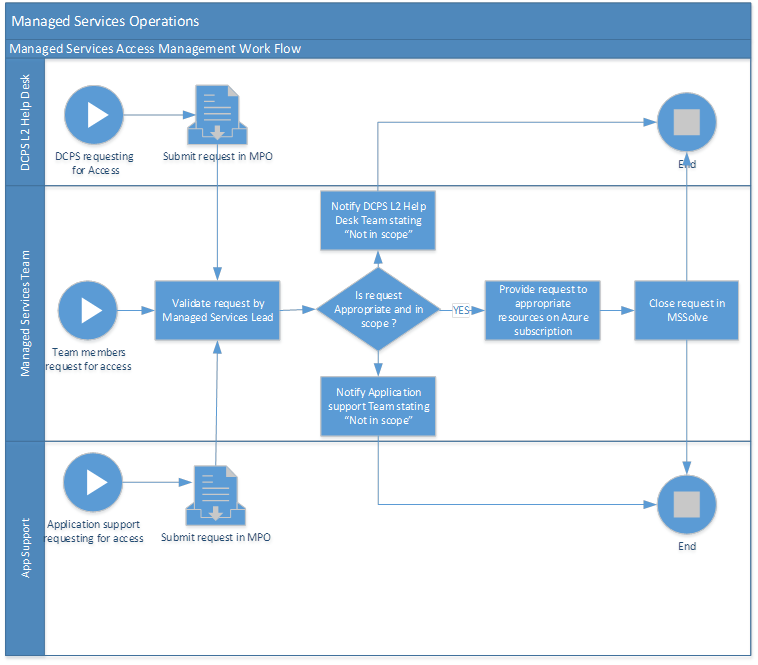 Managed Services Operations
Managed Services Access Management Work Flow
DCPS L2 Help Desk
DCPS requesting
for Access
Submit request in MPO
End
Managed Services Team
Notify DCPS L2 Help
Desk Team stating
“Not in scope”
Team members
request for access
Validate request by
Managed Services Lead
Is request
Appropriate and in
scope ?
YES
Provide request to
appropriate
resources on Azure
subscription
Close request in
MSSolve
Notify Application
support Team stating
“Not in scope”
App Support
Application support
requesting for access
Submit request in MPO
End